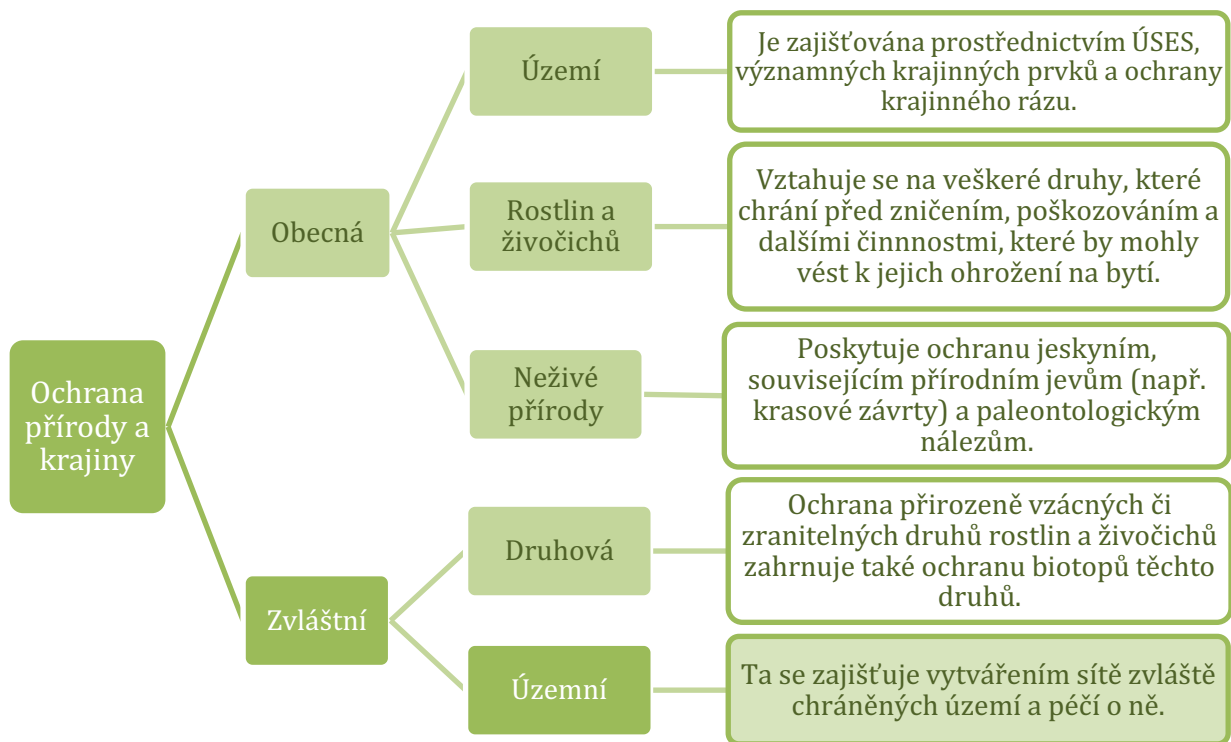 Ochrana
přírody a
krajiny
Obecná
Území
Je zajišťována prostřednictvím ÚSES,
významných krajinných prvků a ochrany
krajinného rázu.
Rostlin a
živočichů
Vztahuje se na veškeré druhy, které
chrání před zničením, poškozováním a
dalšími činnnostmi, které by mohly
vést k jejich ohrožení na bytí.
Neživé
přírody
Poskytuje ochranu jeskyním,
souvisejícím přírodním jevům (např.
krasové závrty) a paleontologickým
nálezům.
Zvláštní
Druhová
Ochrana přirozeně vzácných či
zranitelných druhů rostlin a živočichů
zahrnuje také ochranu biotopů těchto
druhů.
Územní
Ta se zajišťuje vytvářením sítě zvláště
chráněných území a péčí o ně.